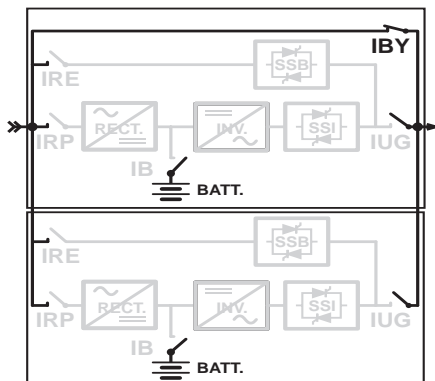 IBY
SSB
IRE
IRP RECT. INV. SSI IUG
IB
BATT.
SSB
IRE
IRP RECT. INV. SSI IUG
IB
BATT.